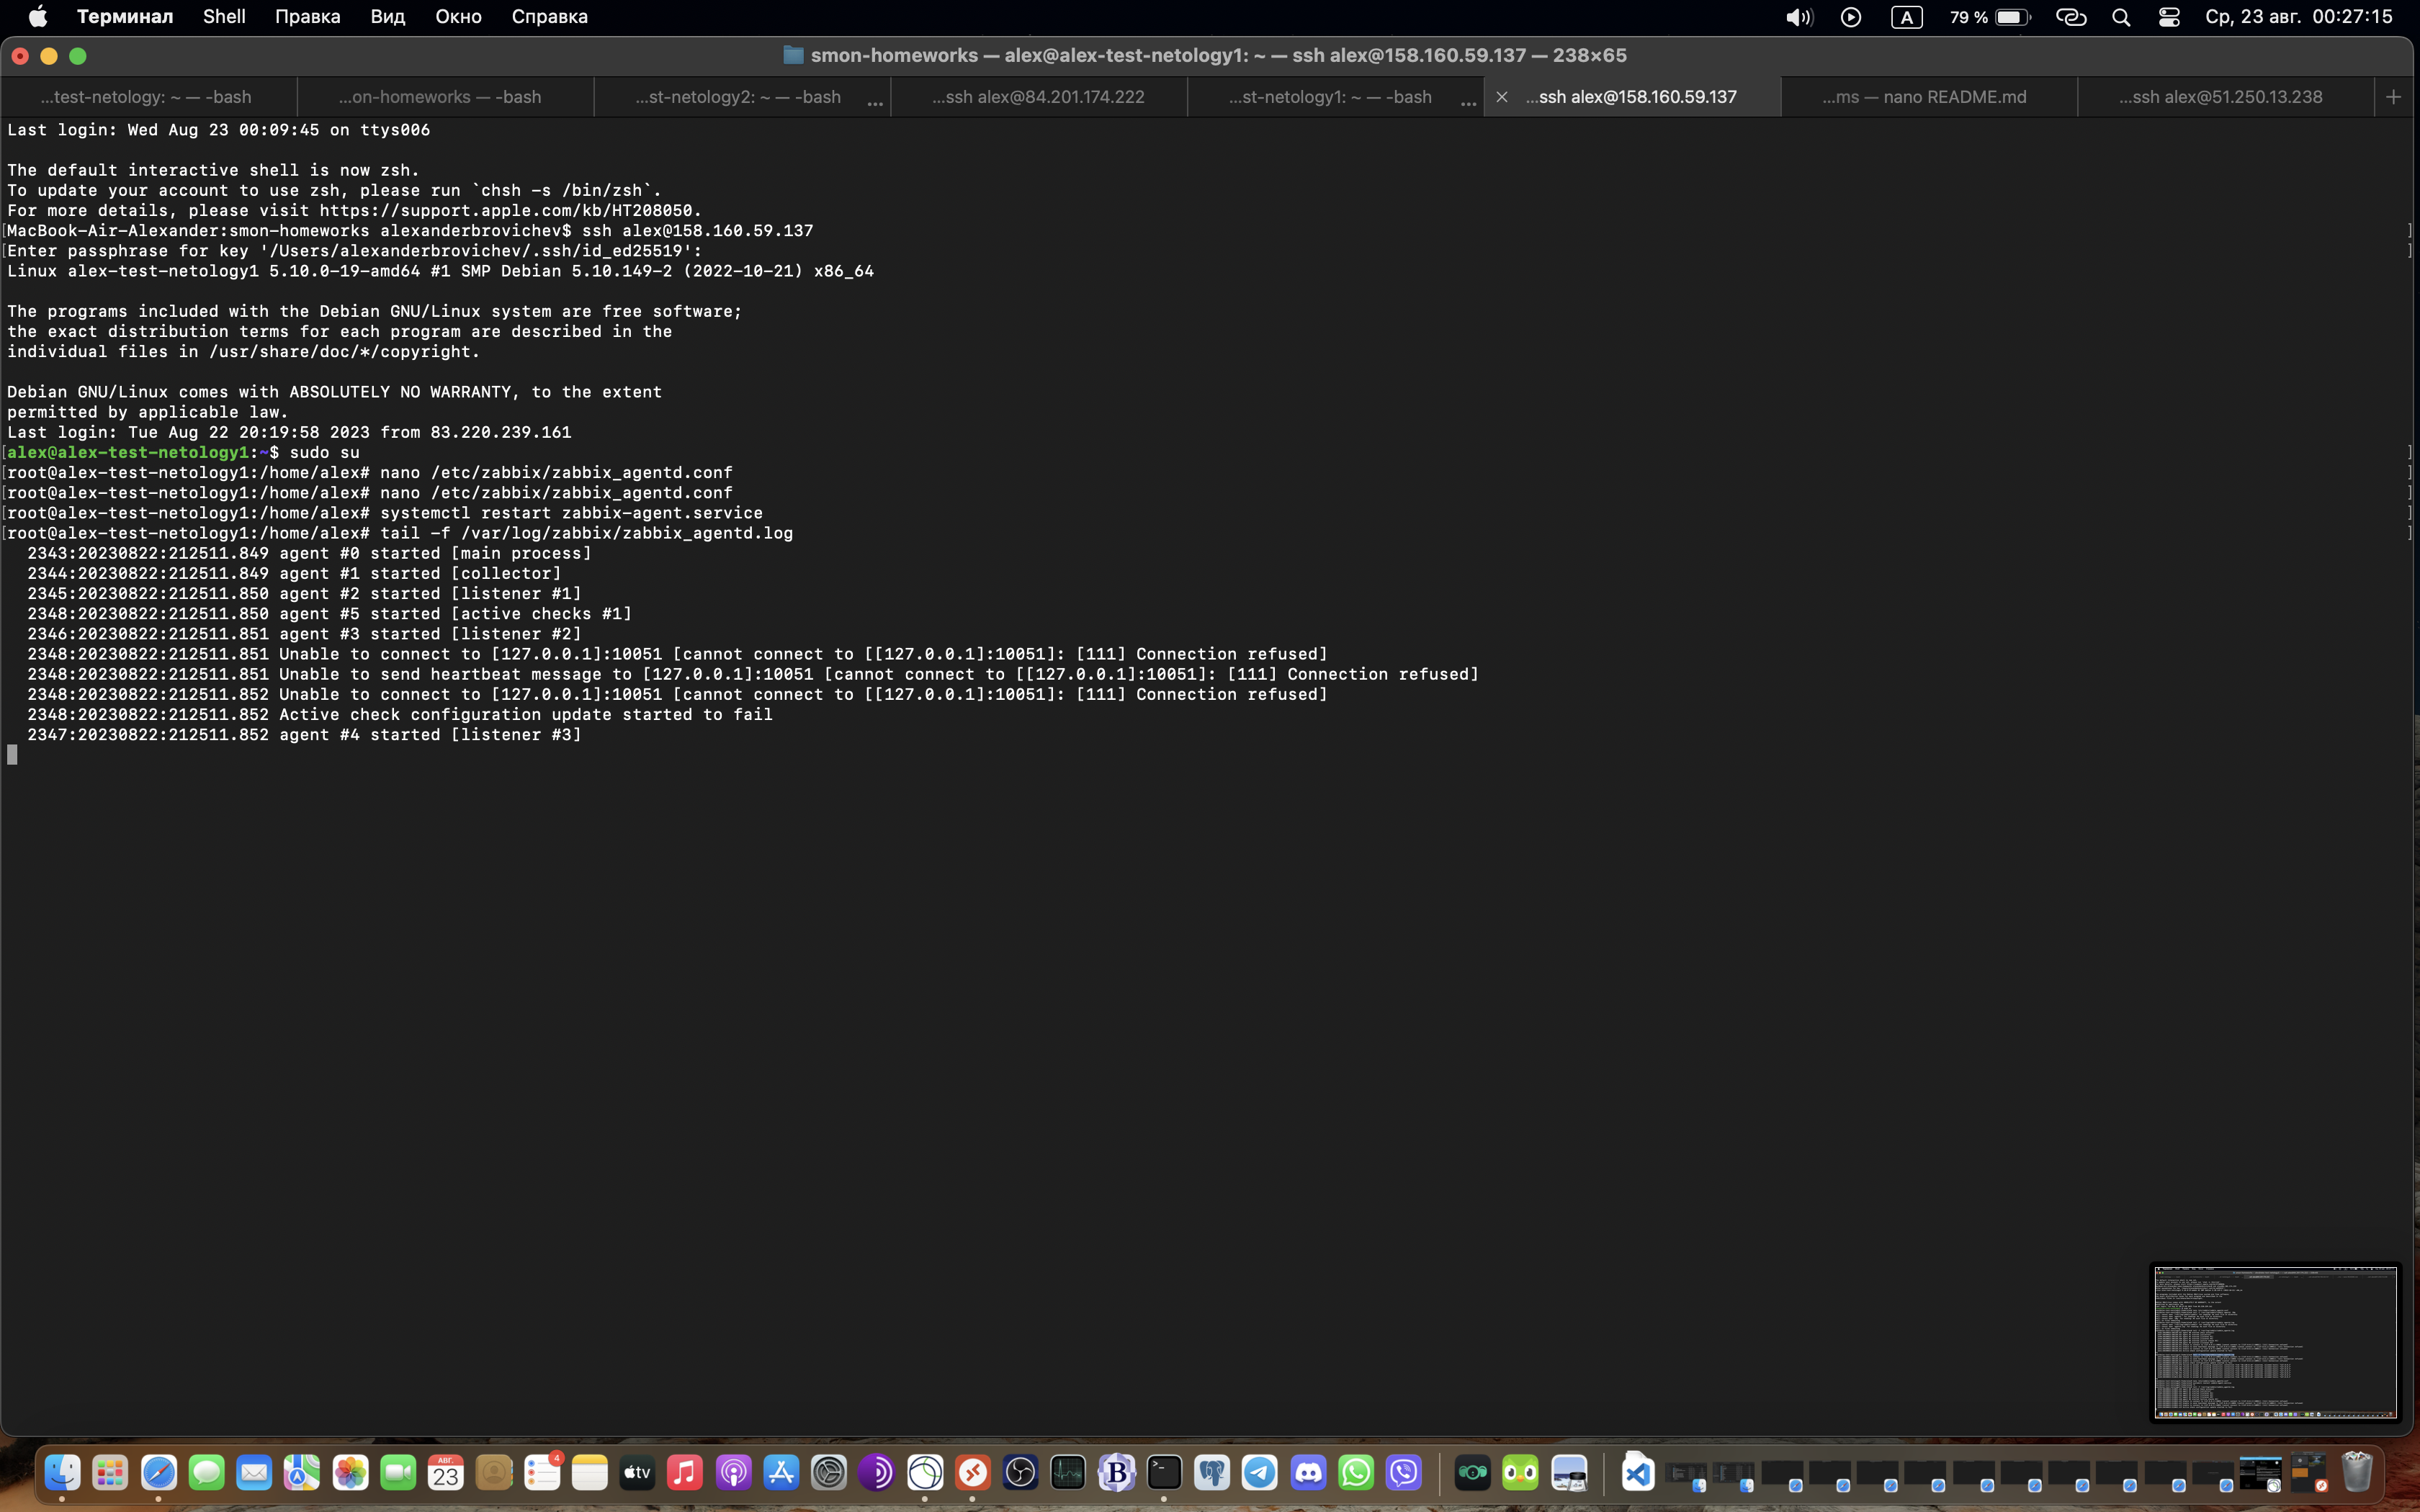 Терминал Shell Правка Вид Окно Справка A 79 % Ср, 23 авг. 00:27:15
smon-homeworks — alex@alex-test-netology1: ~ — ssh alex@158.160.59.137 — 238×65
...test-netology: ~ — -bash ...on-homeworks — -bash ...st-netology2: ~ — -bash ... ...ssh alex@84.201.174.222 ...st-netology1: ~ — -bash ... ...ssh alex@158.160.59.137 ...ms — nano README.md ...ssh alex@51.250.13.238
Last login: Wed Aug 23 00:09:45 on ttys006
The default interactive shell is now zsh.
To update your account to use zsh, please run `chsh -s /bin/zsh`.
For more details, please visit https://support.apple.com/kb/HT208050.
[MacBook-Air-Alexander:smon-homeworks alexanderbrovichev$ ssh alex@158.160.59.137 ]
[Enter passphrase for key '/Users/alexanderbrovichev/.ssh/id_ed25519': ]
Linux alex-test-netology1 5.10.0-19-amd64 #1 SMP Debian 5.10.149-2 (2022-10-21) x86_64
The programs included with the Debian GNU/Linux system are free software;
the exact distribution terms for each program are described in the
individual files in /usr/share/doc/*/copyright.
Debian GNU/Linux comes with ABSOLUTELY NO WARRANTY, to the extent
permitted by applicable law.
Last login: Tue Aug 22 20:19:58 2023 from 83.220.239.161
[alex@alex-test-netology1:~$ sudo su ]
[root@alex-test-netology1:/home/alex# nano /etc/zabbix/zabbix_agentd.conf ]
[root@alex-test-netology1:/home/alex# nano /etc/zabbix/zabbix_agentd.conf ]
[root@alex-test-netology1:/home/alex# systemctl restart zabbix-agent.service ]
[root@alex-test-netology1:/home/alex# tail -f /var/log/zabbix/zabbix_agentd.log ]
2343:20230822:212511.849 agent #0 started [main process]
2344:20230822:212511.849 agent #1 started [collector]
2345:20230822:212511.850 agent #2 started [listener #1]
2348:20230822:212511.850 agent #5 started [active checks #1]
2346:20230822:212511.851 agent #3 started [listener #2]
2348:20230822:212511.851 Unable to connect to [127.0.0.1]:10051 [cannot connect to [[127.0.0.1]:10051]: [111] Connection refused]
2348:20230822:212511.851 Unable to send heartbeat message to [127.0.0.1]:10051 [cannot connect to [[127.0.0.1]:10051]: [111] Connection refused]
2348:20230822:212511.852 Unable to connect to [127.0.0.1]:10051 [cannot connect to [[127.0.0.1]:10051]: [111] Connection refused]
2348:20230822:212511.852 Active check configuration update started to fail
2347:20230822:212511.852 agent #4 started [listener #3]
АВГ.
23
4
tv
B